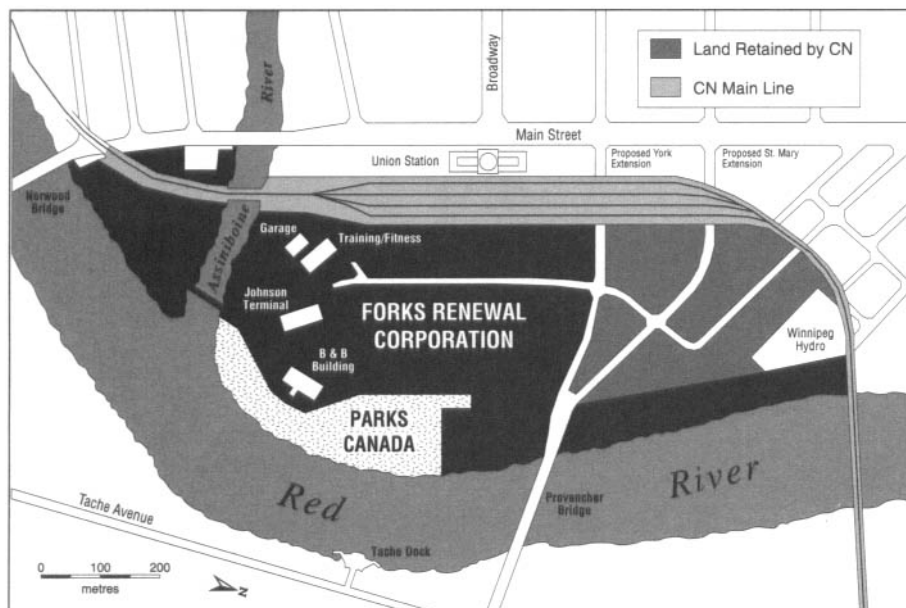 Land Retained by CN
CN Main Line
River
Broadway
Main Street
Union Station
Proposed York
Extension
Proposed St. Mary
Extension
Norwood
Bridge
Assiniboine
Garage
Training/Fitness
Johnson
Terminal
FORKS RENEWAL
CORPORATION
B & B
Building
Winnipeg
Hydro
PARKS
CANADA
Red
River
Provencher
Bridge
Tache Avenue
Tache Dock
0 100 200
metres
N